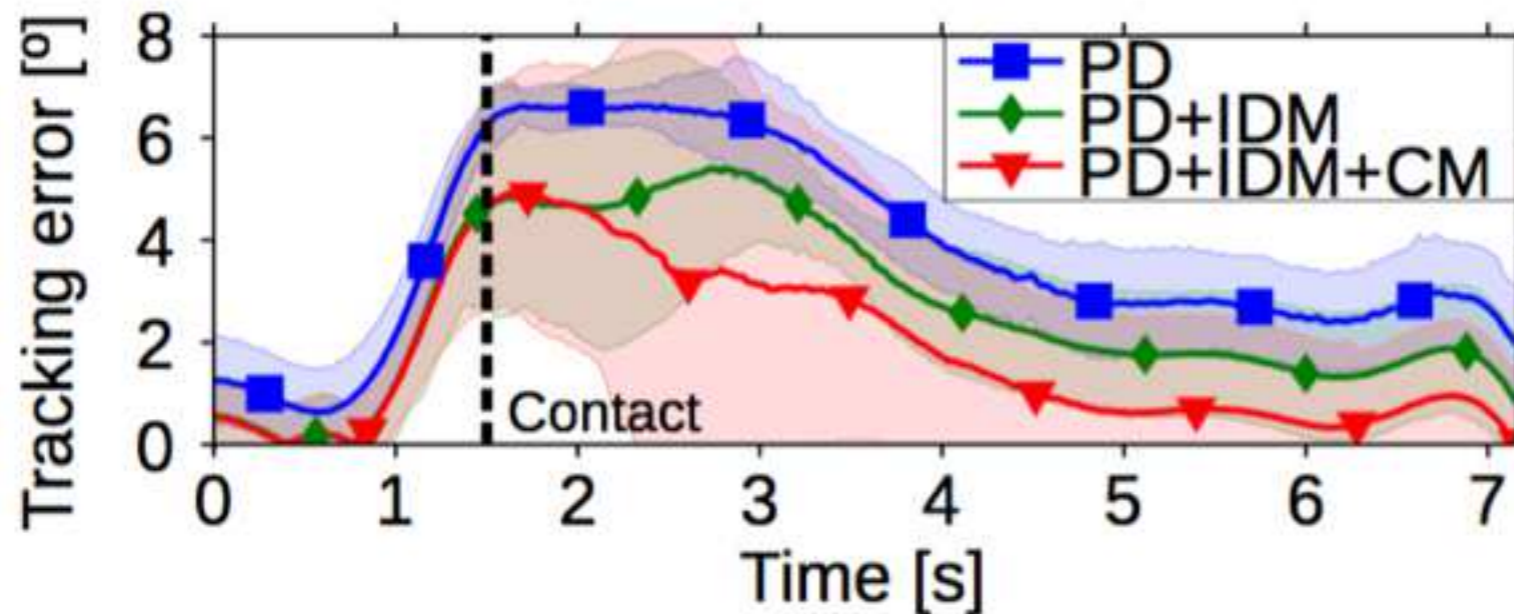 Tracking error [º]
8
6
4
2
0
PD
PD+IDM
PD+IDM+CM
Contact
0 1 2 3 4 5 6 7
Time [s]